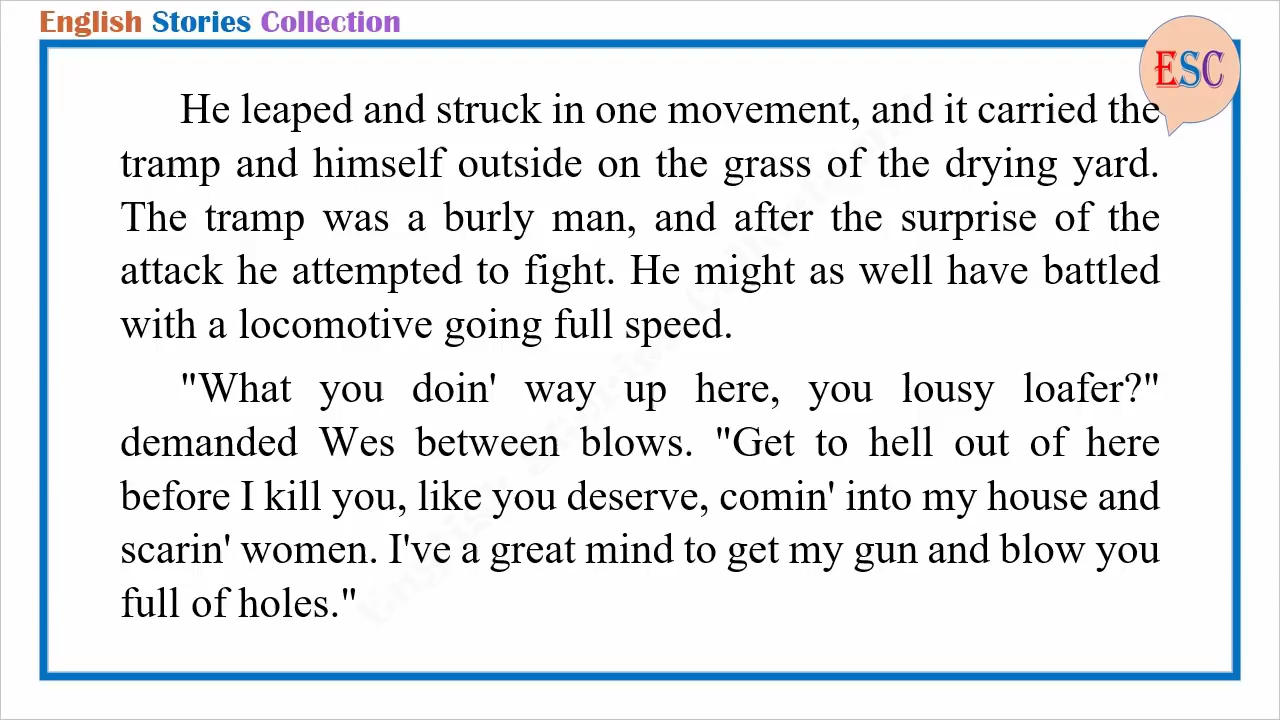 English Stories Collection
ESC
He leaped and struck in one movement, and it carried the
tramp and himself outside on the grass of the drying yard.
The tramp was a burly man, and after the surprise of the
attack he attempted to fight. He might as well have battled
with a locomotive going full speed.
"What you doin' way up here, you lousy loafer?"
demanded Wes between blows. "Get to hell out of here
before I kill you, like you deserve, comin' into my house and
scarin' women. I've a great mind to get my gun and blow you
full of holes."